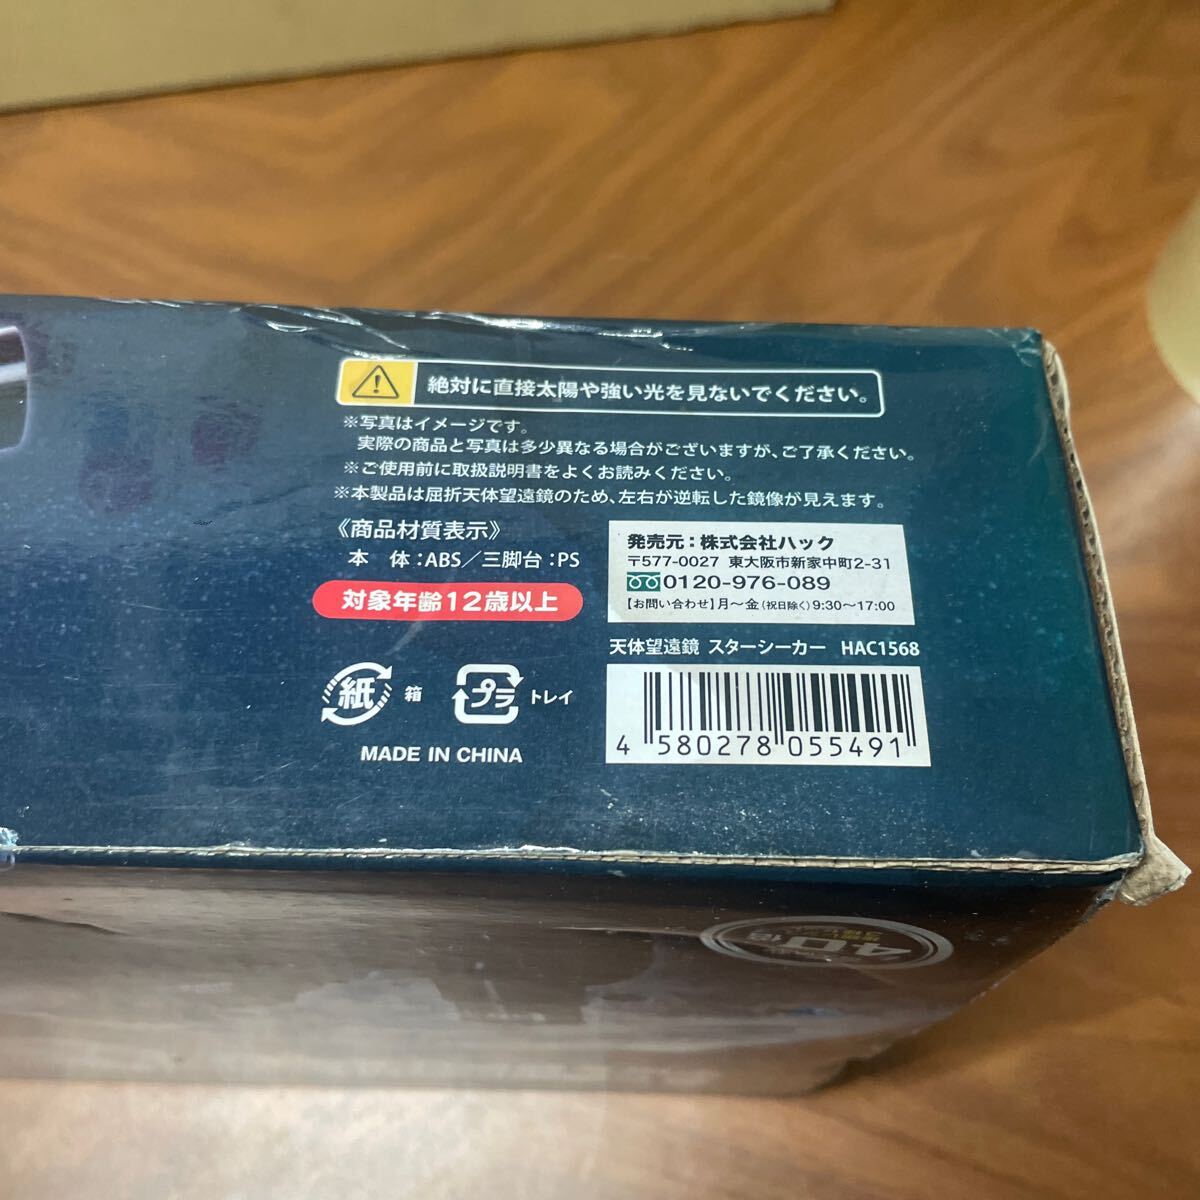 絶対に直接太陽や強い光を見ないでください。
※写真はイメージです。
実際の商品と写真は多少異なる場合がございますが、ご了承ください。
※ご使用前に取扱説明書をよくお読みください。
※本製品は屈折天体望遠鏡のため、左右が逆転した鏡像が見えます。
《商品材質表示》
本 体：ABS／三脚台：PS
対象年齢12歳以上
紙 箱 プラ トレイ
MADE IN CHINA
発売元：株式会社ハック
〒577-0027 東大阪市新家中町2-31
0120-976-089
【お問い合わせ】月〜金（祝日除く）9:30〜17:00
天体望遠鏡 スターシーカー HAC1568
4 580278 055491
40倍